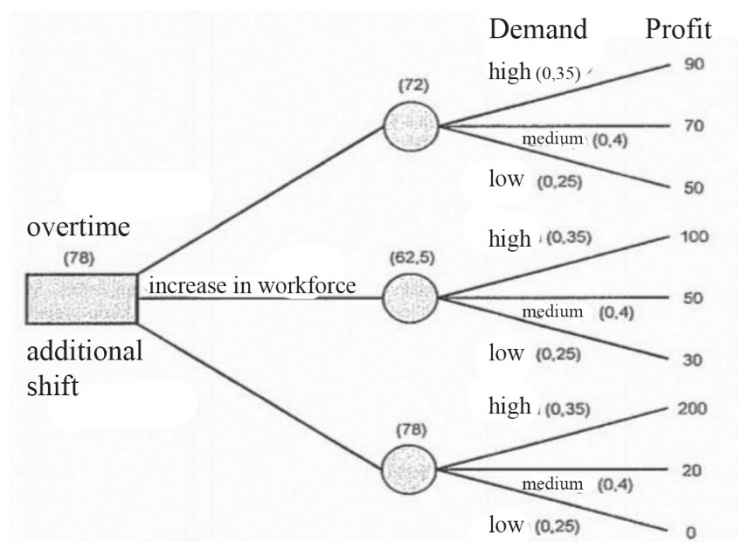 Demand Profit
high (0,35) 90
(72)
70
medium (0,4)
low (0,25) 50
overtime
(78)
high (0,35) 100
(62,5)
increase in workforce
50
medium (0,4)
additional
shift
low (0,25) 30
high (0,35) 200
(78)
20
medium (0,4)
low (0,25) 0